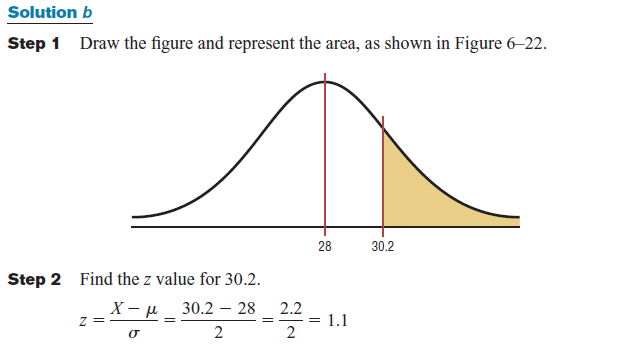 Solution b
Step 1 Draw the figure and represent the area, as shown in Figure 6–22.
28 30.2
Step 2 Find the z value for 30.2.
z = (X − μ)/σ = (30.2 − 28)/2 = 2.2/2 = 1.1